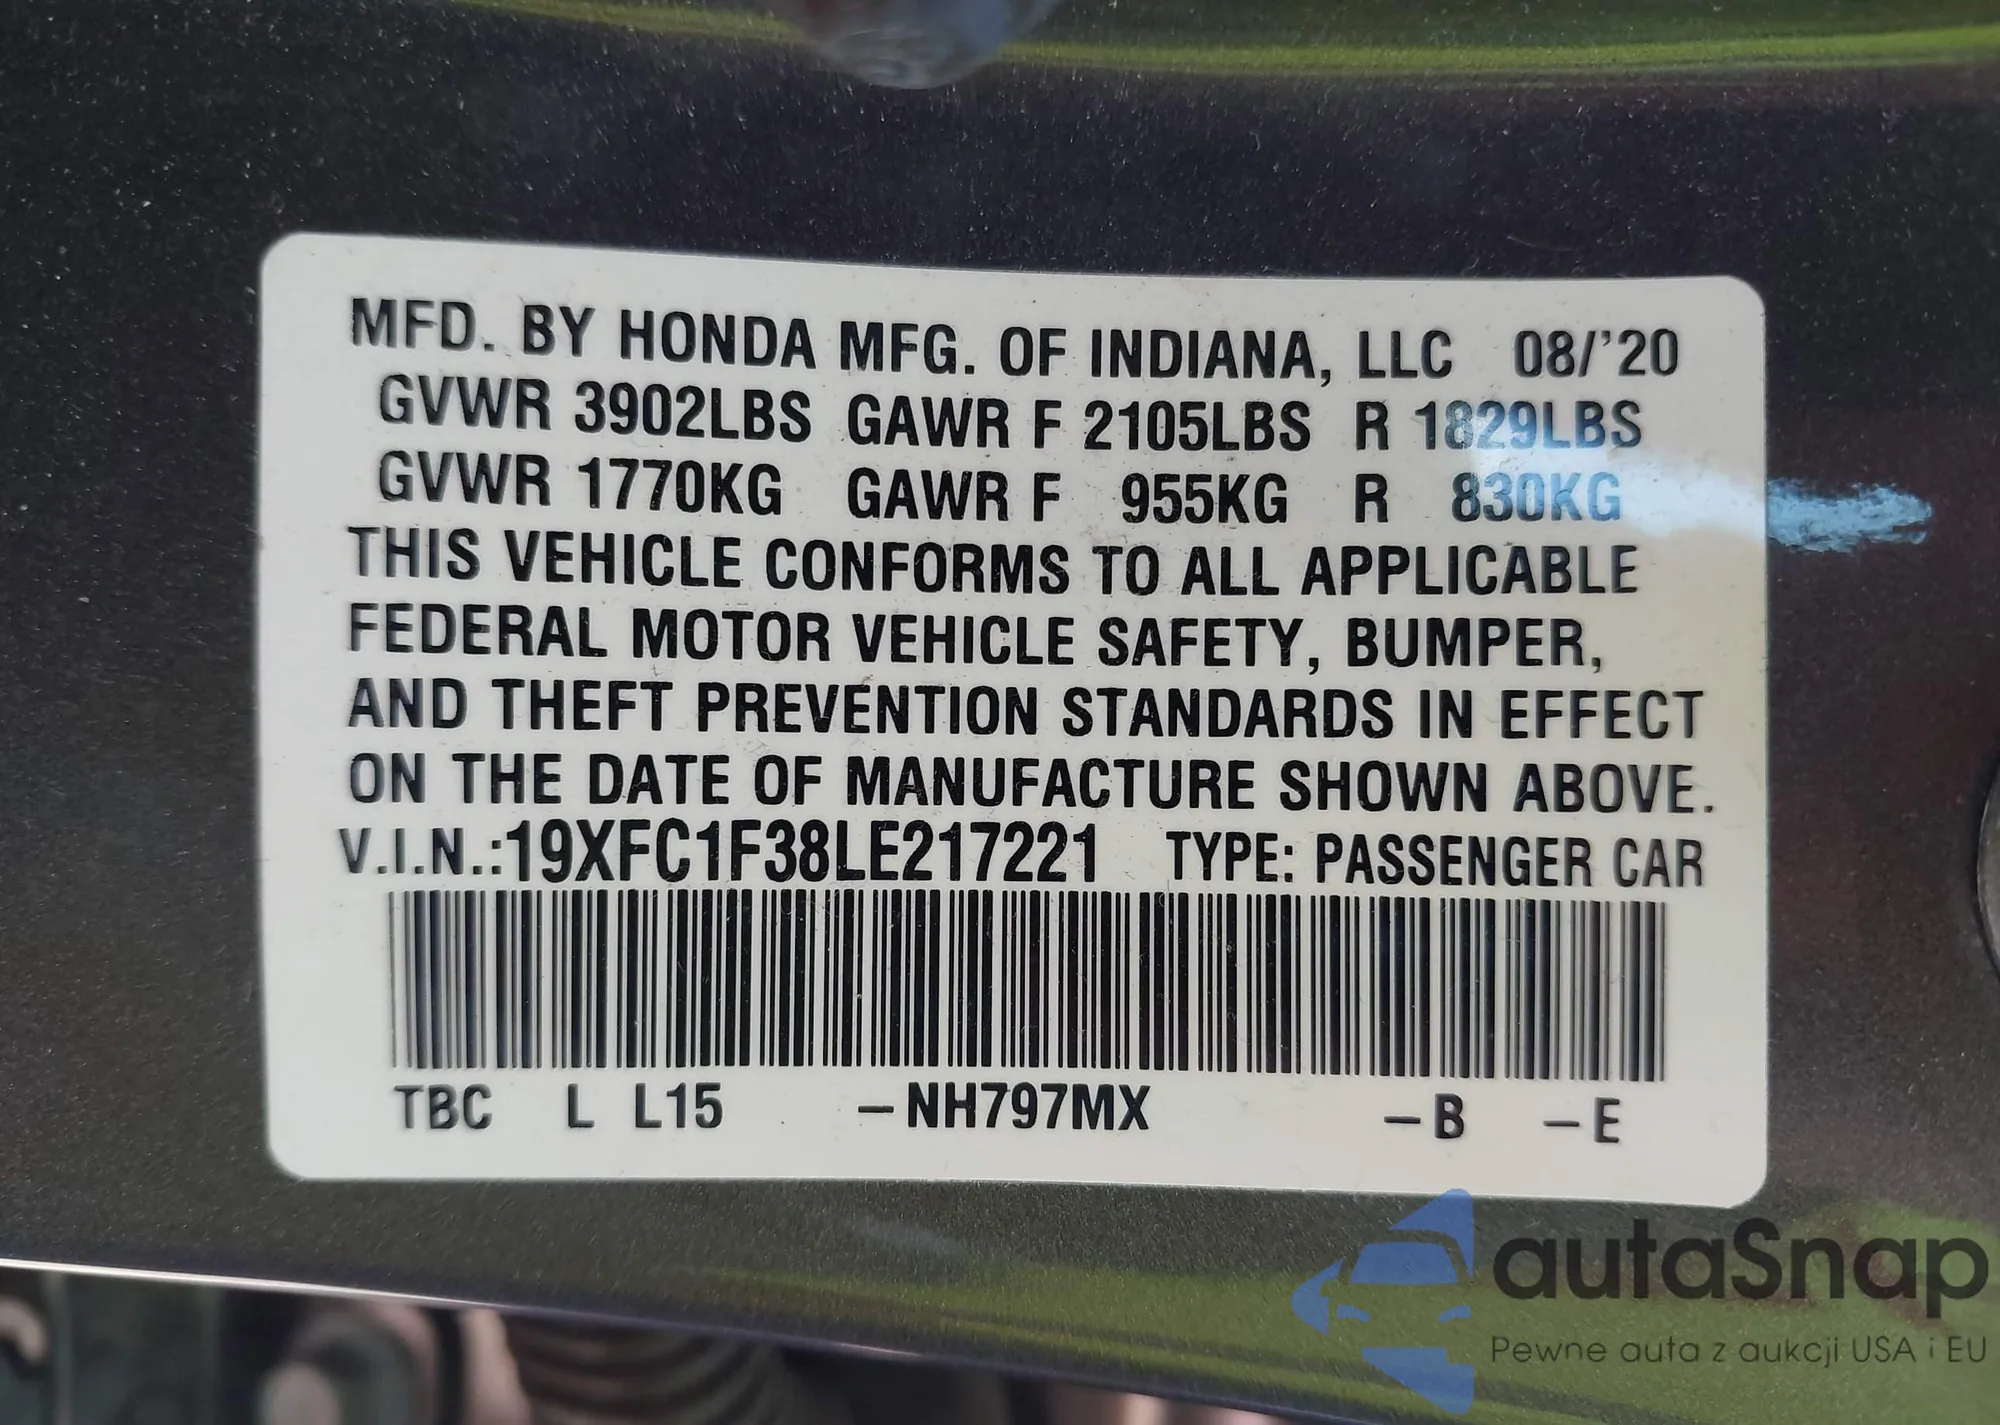 MFD. BY HONDA MFG. OF INDIANA, LLC 08/'20
GVWR 3902LBS GAWR F 2105LBS R 1829LBS
GVWR 1770KG GAWR F 955KG R 830KG
THIS VEHICLE CONFORMS TO ALL APPLICABLE
FEDERAL MOTOR VEHICLE SAFETY, BUMPER,
AND THEFT PREVENTION STANDARDS IN EFFECT
ON THE DATE OF MANUFACTURE SHOWN ABOVE.
V.I.N.:19XFC1F38LE217221 TYPE: PASSENGER CAR
TBC L L15 –NH797MX –B –E
autaSnap
Pewne auta z aukcji USA i EU